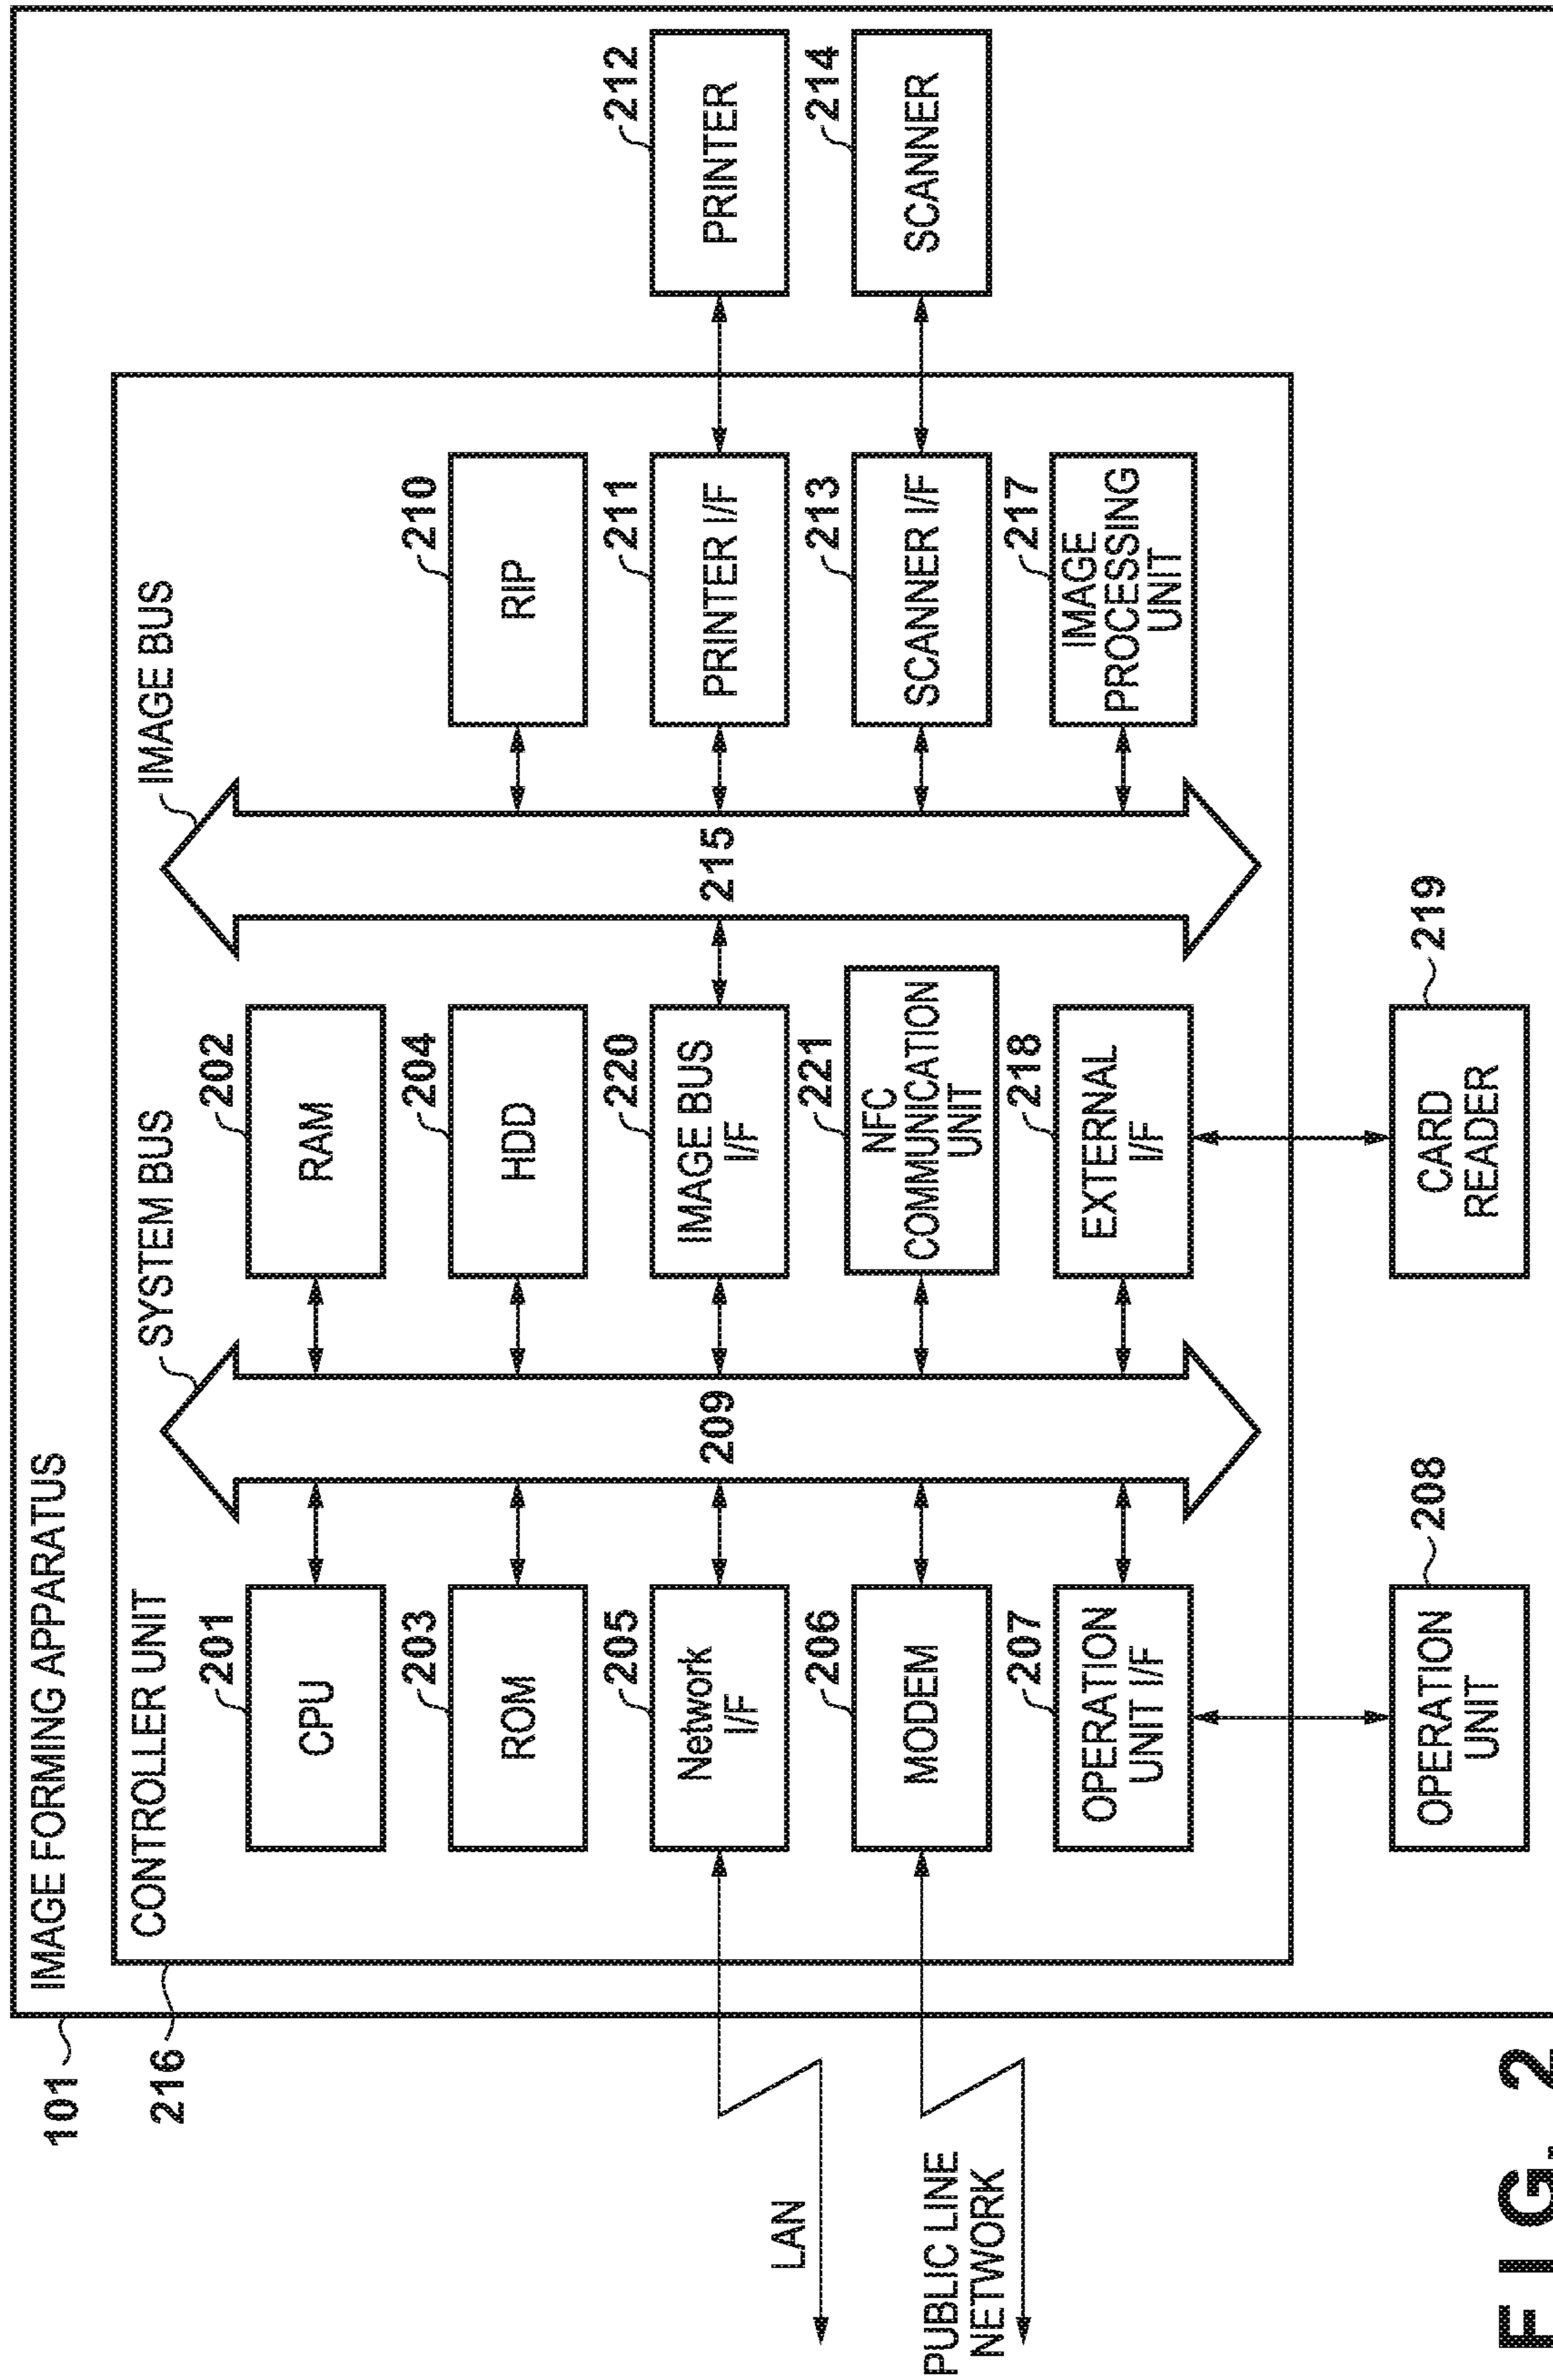 IMAGE FORMING APPARATUS
101
216
CONTROLLER UNIT
SYSTEM BUS
IMAGE BUS
201
CPU
202
RAM
203
ROM
204
HDD
210
RIP
205
Network
I/F
209
220
IMAGE BUS
I/F
215
211
PRINTER I/F
212
PRINTER
LAN
206
MODEM
221
NFC
COMMUNICATION
UNIT
213
SCANNER I/F
214
SCANNER
PUBLIC LINE
NETWORK
207
OPERATION
UNIT I/F
218
EXTERNAL
I/F
217
IMAGE
PROCESSING
UNIT
208
OPERATION
UNIT
219
CARD
READER
FIG. 2